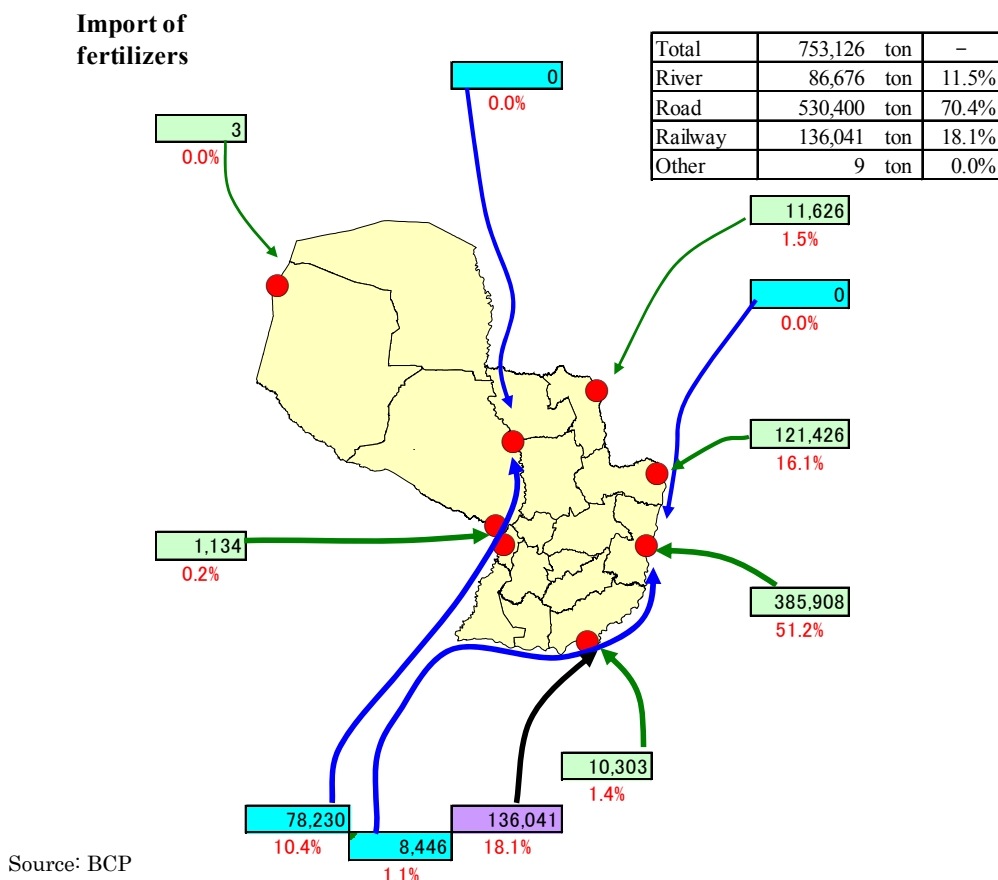 Import of
fertilizers
Total 753,126 ton –
River 86,676 ton 11.5%
Road 530,400 ton 70.4%
Railway 136,041 ton 18.1%
Other 9 ton 0.0%
0
0.0%
3
0.0%
11,626
1.5%
0
0.0%
121,426
16.1%
1,134
0.2%
385,908
51.2%
10,303
1.4%
78,230
10.4%
8,446
1.1%
136,041
18.1%
Source: BCP